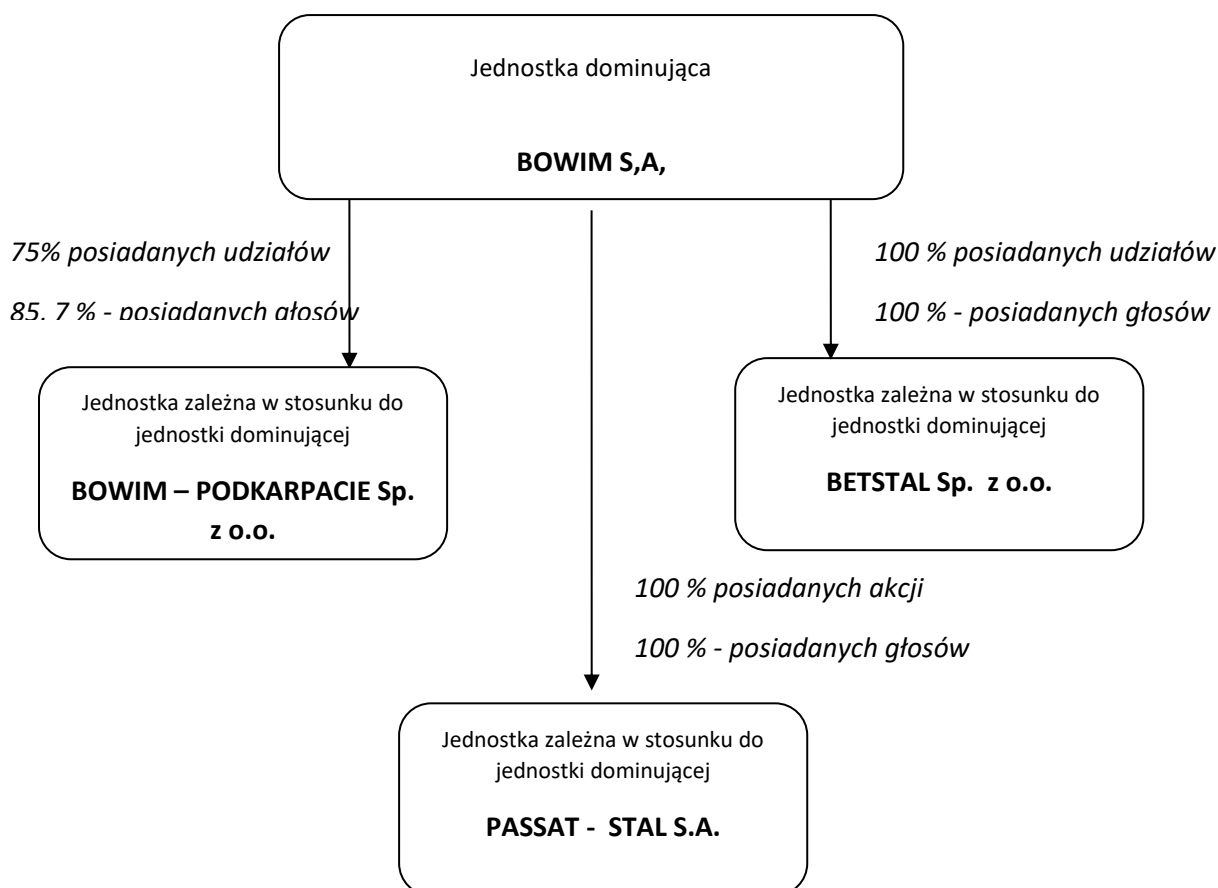 Jednostka dominująca
BOWIM S,A,
75% posiadanych udziałów
85, 7 % - posiadanych głosów
100 % posiadanych udziałów
100 % - posiadanych głosów
Jednostka zależna w stosunku do
jednostki dominującej
BOWIM – PODKARPACIE Sp.
z o.o.
Jednostka zależna w stosunku do
jednostki dominującej
BETSTAL Sp. z o.o.
100 % posiadanych akcji
100 % - posiadanych głosów
Jednostka zależna w stosunku do
jednostki dominującej
PASSAT - STAL S.A.